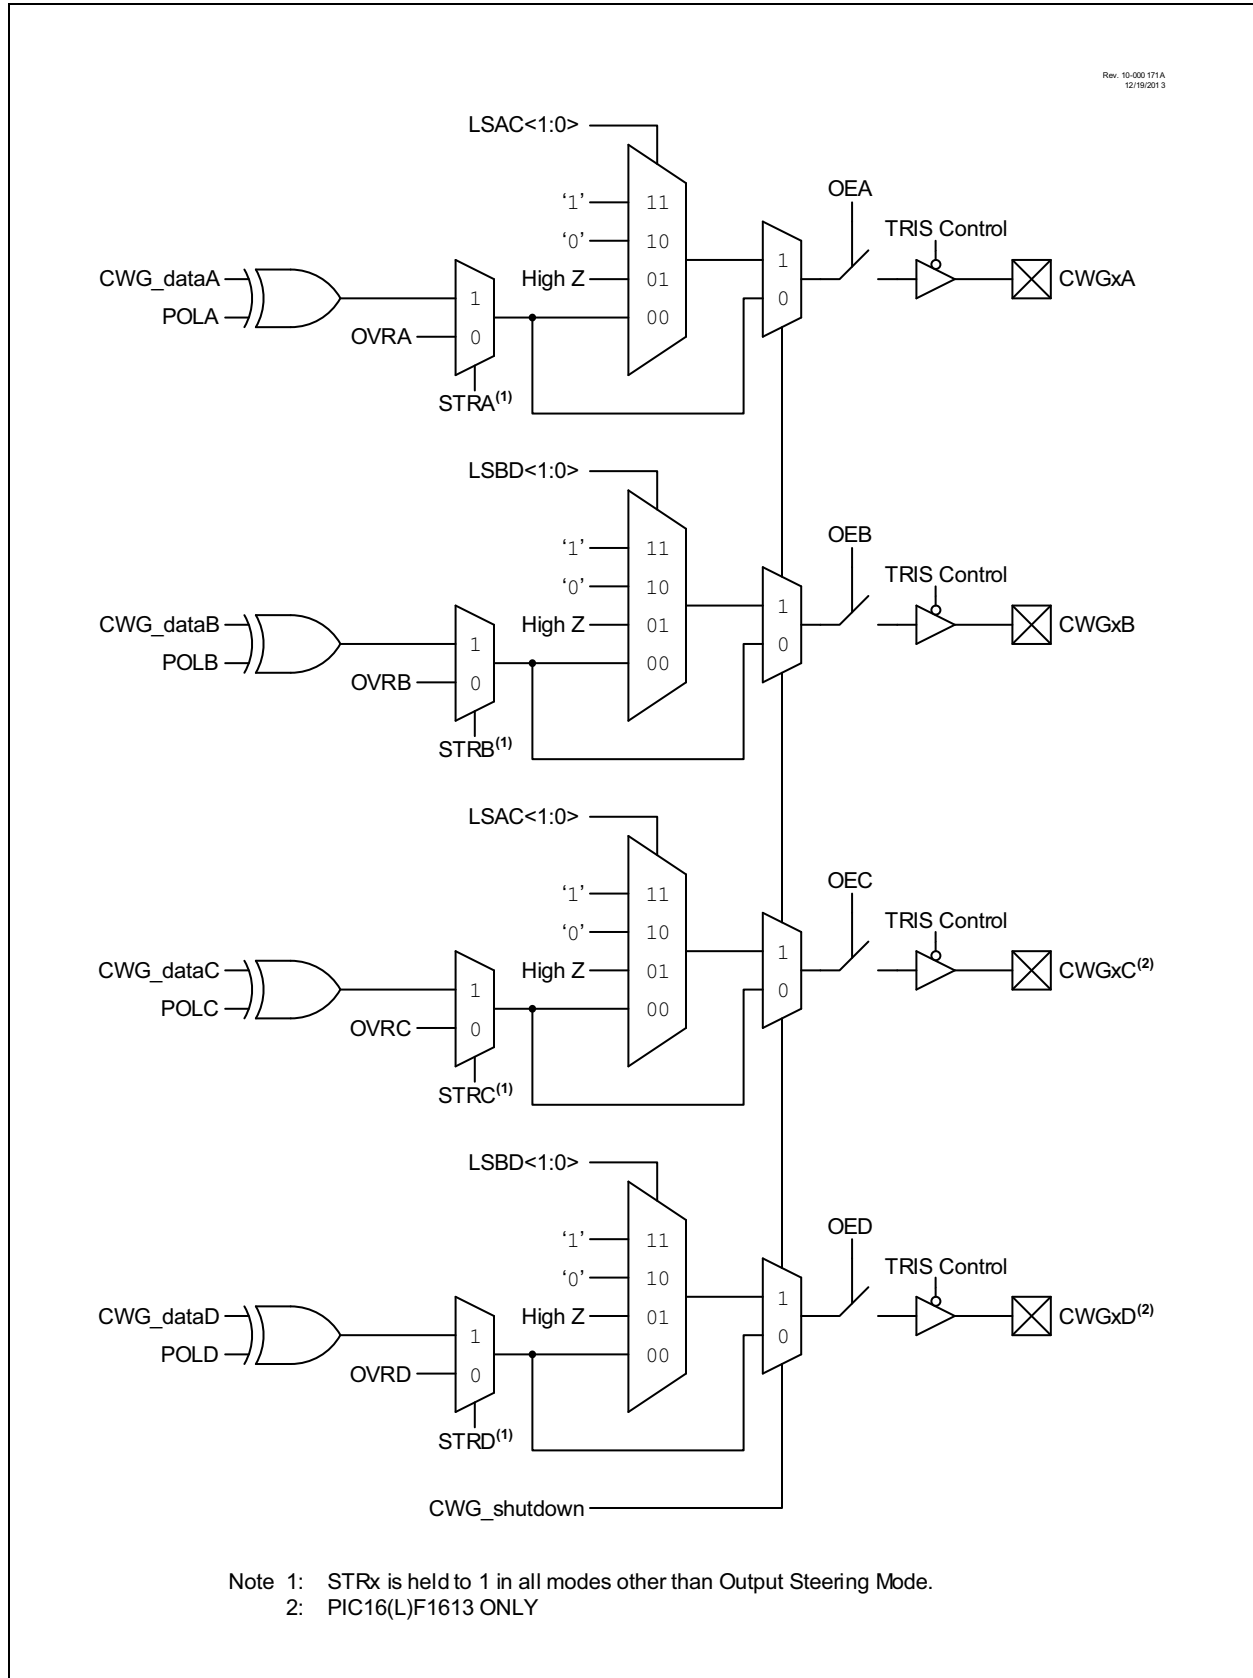 Rev. 10-000 171A
12/19/2013
LSAC<1:0>
'1'
11
OEA
'0'
10
TRIS Control
CWG_dataA
High Z
01
1
CWGxA
POLA
1
00
0
OVRA
0
STRA(1)
LSBD<1:0>
'1'
11
OEB
'0'
10
TRIS Control
CWG_dataB
High Z
01
1
CWGxB
POLB
1
00
0
OVRB
0
STRB(1)
LSAC<1:0>
'1'
11
OEC
'0'
10
TRIS Control
CWG_dataC
High Z
01
1
CWGxC(2)
POLC
1
00
0
OVRC
0
STRC(1)
LSBD<1:0>
'1'
11
OED
'0'
10
TRIS Control
CWG_dataD
High Z
01
1
CWGxD(2)
POLD
1
00
0
OVRD
0
STRD(1)
CWG_shutdown
Note 1: STRx is held to 1 in all modes other than Output Steering Mode.
2: PIC16(L)F1613 ONLY